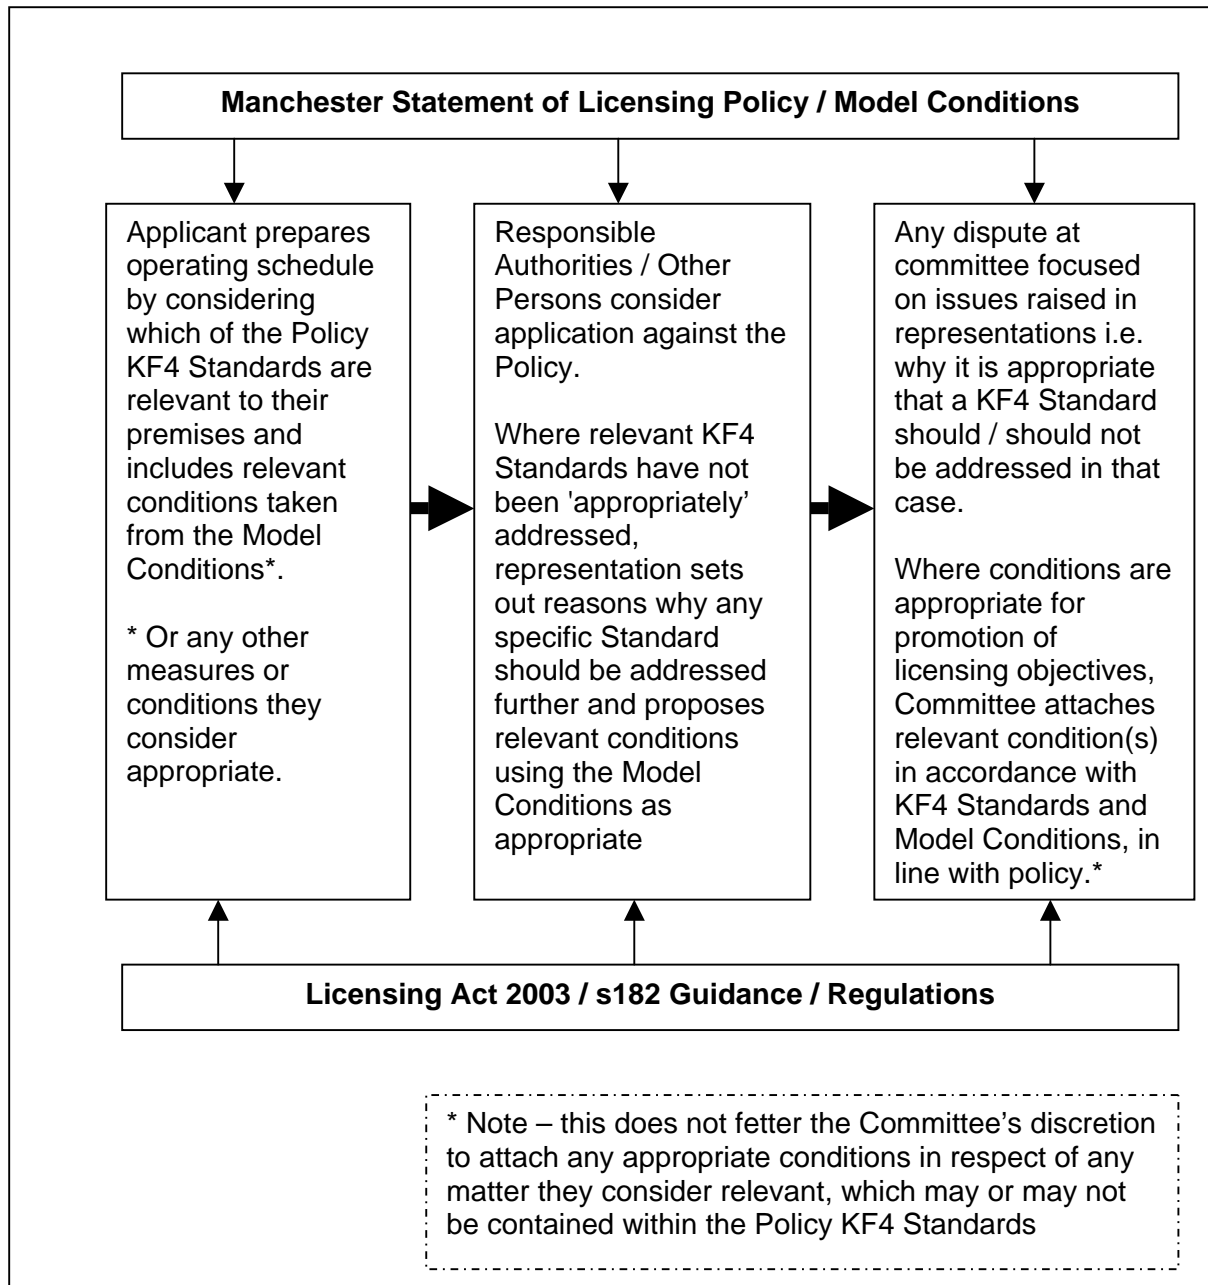 Manchester Statement of Licensing Policy / Model Conditions
Applicant prepares
operating schedule
by considering
which of the Policy
KF4 Standards are
relevant to their
premises and
includes relevant
conditions taken
from the Model
Conditions*.
* Or any other
measures or
conditions they
consider
appropriate.
Responsible
Authorities / Other
Persons consider
application against the
Policy.
Where relevant KF4
Standards have not
been 'appropriately’
addressed,
representation sets
out reasons why any
specific Standard
should be addressed
further and proposes
relevant conditions
using the Model
Conditions as
appropriate
Any dispute at
committee focused
on issues raised in
representations i.e.
why it is appropriate
that a KF4 Standard
should / should not
be addressed in that
case.
Where conditions are
appropriate for
promotion of
licensing objectives,
Committee attaches
relevant condition(s)
in accordance with
KF4 Standards and
Model Conditions, in
line with policy.*
Licensing Act 2003 / s182 Guidance / Regulations
* Note – this does not fetter the Committee’s discretion
to attach any appropriate conditions in respect of any
matter they consider relevant, which may or may not
be contained within the Policy KF4 Standards